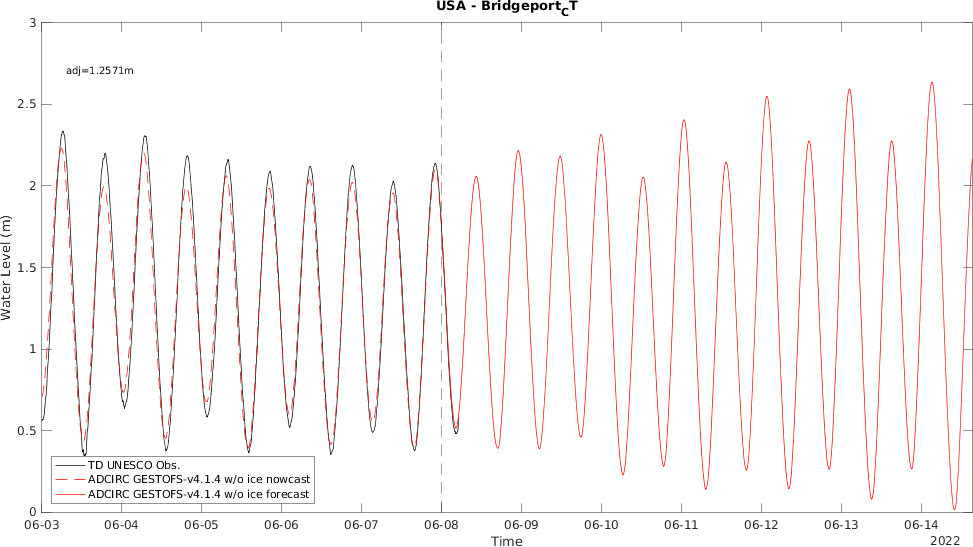 USA - Bridgeport_CT
3
adj=1.2571m
2.5
2
1.5
1
0.5
0
Water Level (m)
TD UNESCO Obs.
ADCIRC GESTOFS-v4.1.4 w/o ice nowcast
ADCIRC GESTOFS-v4.1.4 w/o ice forecast
06-03 06-04 06-05 06-06 06-07 06-08 06-09 06-10 06-11 06-12 06-13 06-14
Time
2022